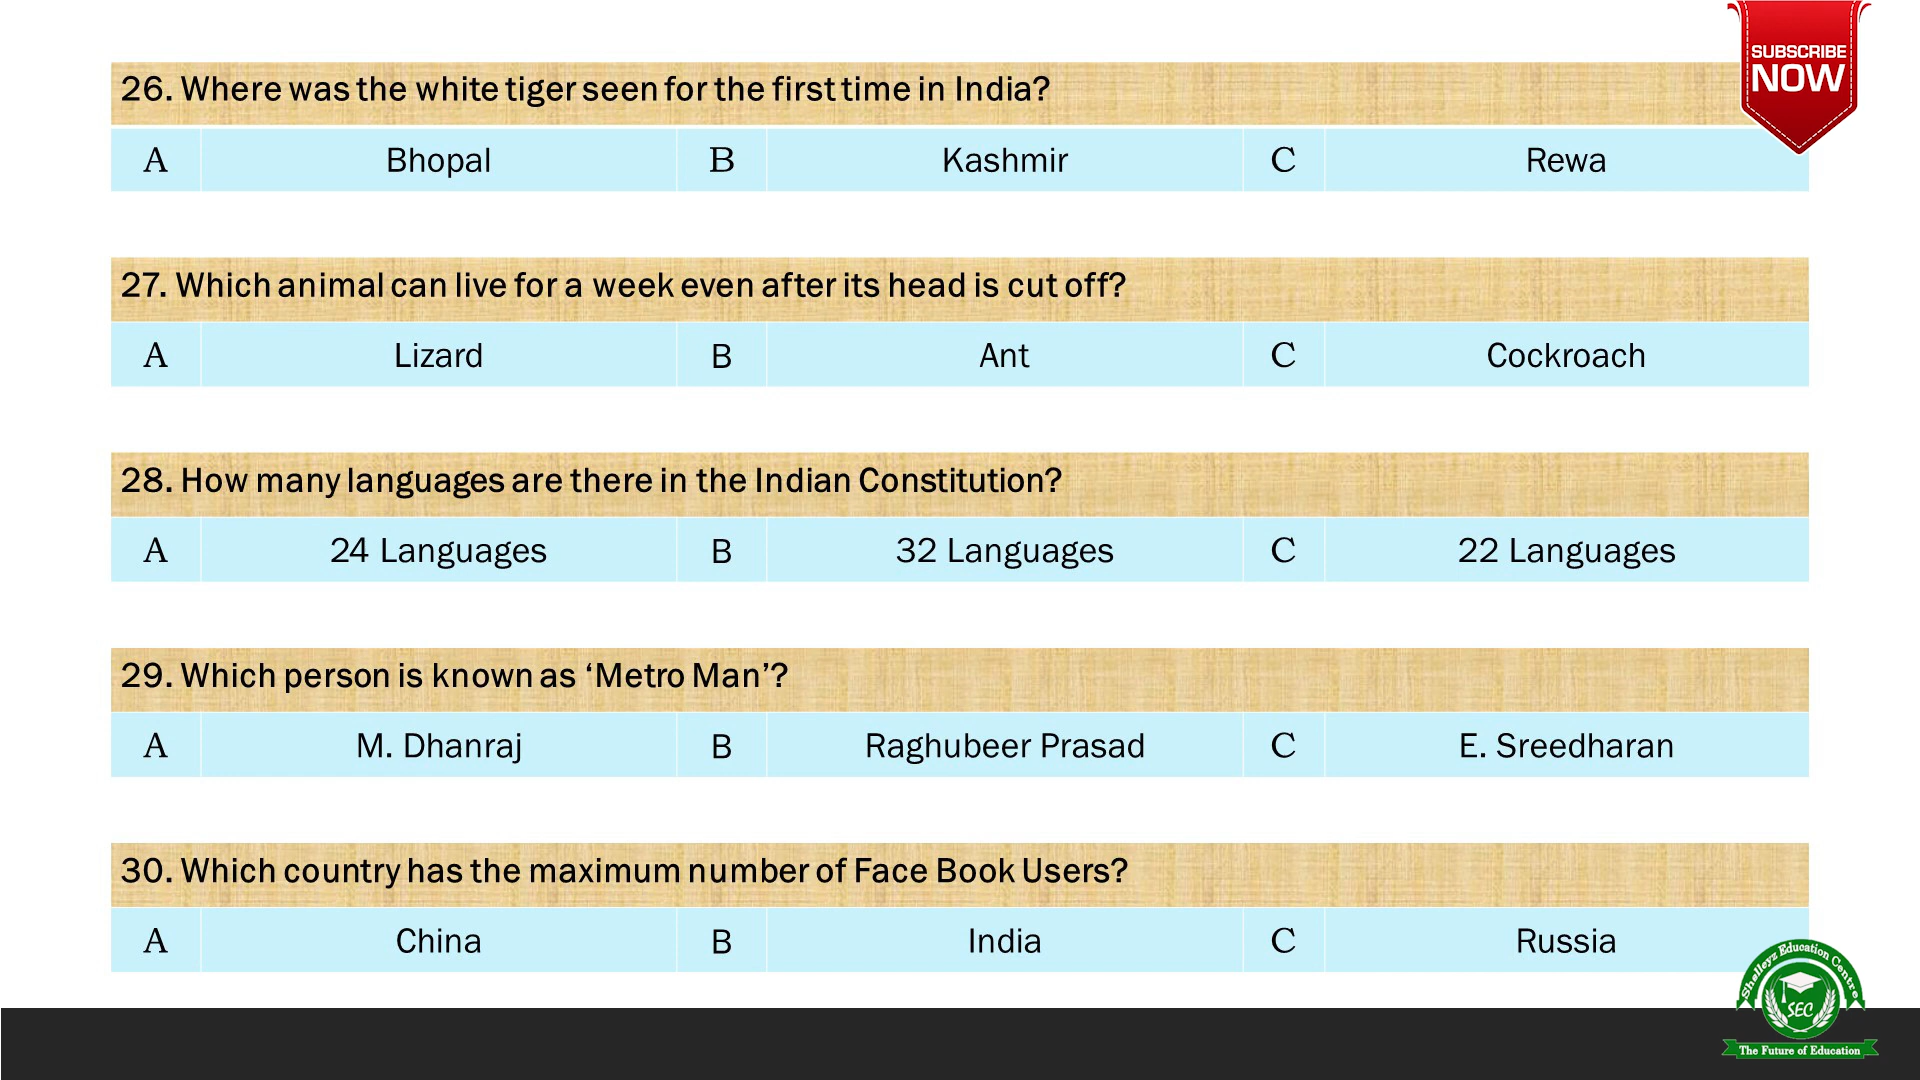 SUBSCRIBE
NOW
26. Where was the white tiger seen for the first time in India?
A Bhopal B Kashmir C Rewa
27. Which animal can live for a week even after its head is cut off?
A Lizard B Ant C Cockroach
28. How many languages are there in the Indian Constitution?
A 24 Languages B 32 Languages C 22 Languages
29. Which person is known as ‘Metro Man’?
A M. Dhanraj B Raghubeer Prasad C E. Sreedharan
30. Which country has the maximum number of Face Book Users?
A China B India C Russia
Shelleyz Education Centre
SEC
The Future of Education